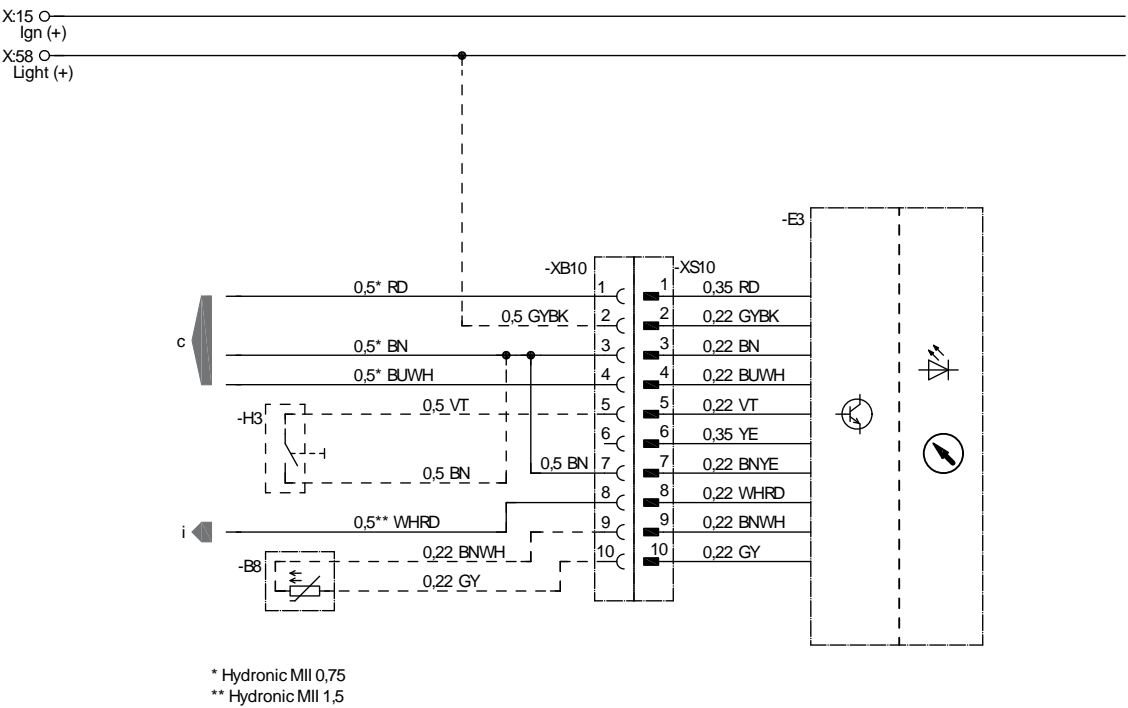 X:15
Ign (+)
X:58
Light (+)
-E3
-XB10
-XS10
0,5* RD
1
1
0,35 RD
0,5 GYBK
2
2
0,22 GYBK
c
0,5* BN
3
3
0,22 BN
0,5* BUWH
4
4
0,22 BUWH
-H3
0,5 VT
5
5
0,22 VT
6
6
0,35 YE
0,5 BN
0,5 BN
7
7
0,22 BNYE
8
8
0,22 WHRD
i
0,5** WHRD
9
9
0,22 BNWH
-B8
0,22 BNWH
10
10
0,22 GY
0,22 GY
* Hydronic MII 0,75
** Hydronic MII 1,5